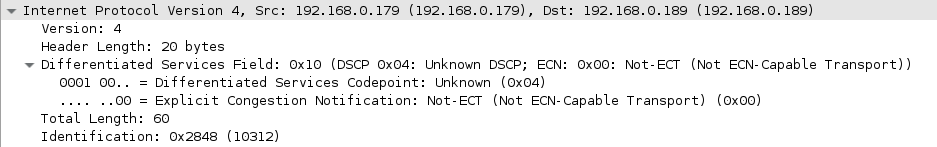 Internet Protocol Version 4, Src: 192.168.0.179 (192.168.0.179), Dst: 192.168.0.189 (192.168.0.189)
Version: 4
Header Length: 20 bytes
Differentiated Services Field: 0x10 (DSCP 0x04: Unknown DSCP; ECN: 0x00: Not-ECT (Not ECN-Capable Transport))
0001 00.. = Differentiated Services Codepoint: Unknown (0x04)
.... ..00 = Explicit Congestion Notification: Not-ECT (Not ECN-Capable Transport) (0x00)
Total Length: 60
Identification: 0x2848 (10312)